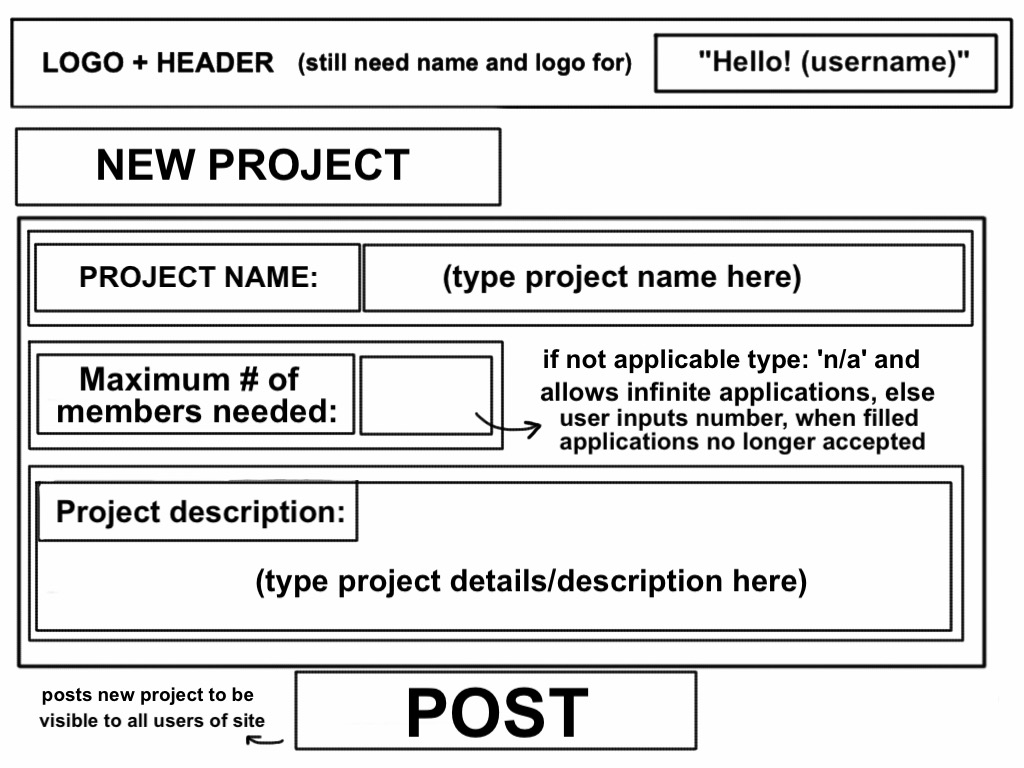 LOGO + HEADER (still need name and logo for) "Hello! (username)"
NEW PROJECT
PROJECT NAME: (type project name here)
Maximum # of
members needed:
if not applicable type: 'n/a' and
allows infinite applications, else
user inputs number, when filled
applications no longer accepted
Project description:
(type project details/description here)
posts new project to be
visible to all users of site
POST